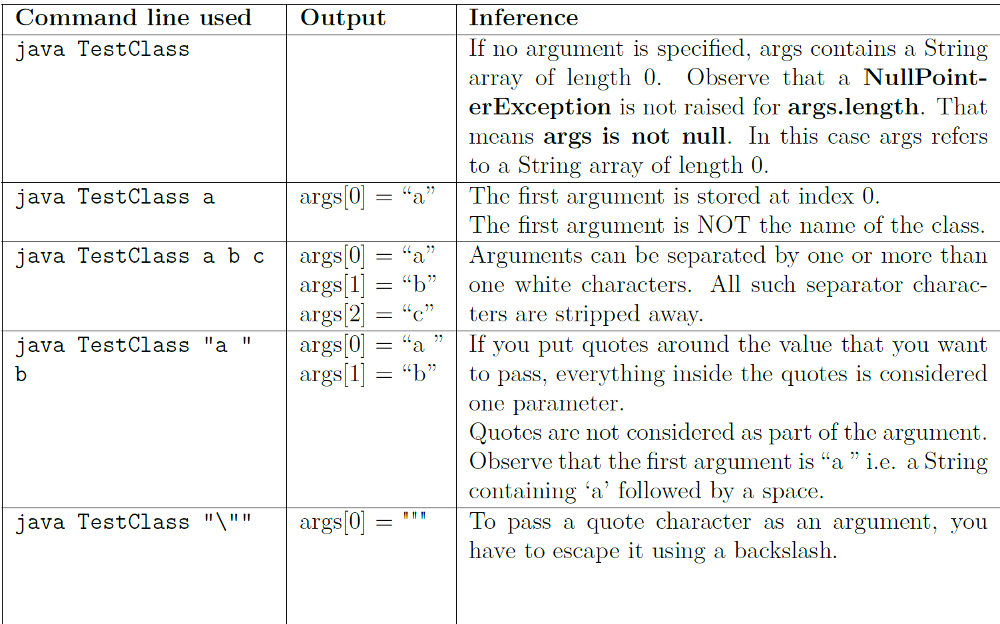 Command line used Output Inference
java TestClass If no argument is specified, args contains a String
array of length 0. Observe that a NullPoint-
erException is not raised for args.length. That
means args is not null. In this case args refers
to a String array of length 0.
java TestClass a args[0] = “a” The first argument is stored at index 0.
The first argument is NOT the name of the class.
java TestClass a b c args[0] = “a” Arguments can be separated by one or more than
args[1] = “b” one white characters. All such separator charac-
args[2] = “c” ters are stripped away.
java TestClass "a " args[0] = “a ” If you put quotes around the value that you want
b args[1] = “b” to pass, everything inside the quotes is considered
one parameter.
Quotes are not considered as part of the argument.
Observe that the first argument is “a ” i.e. a String
containing ‘a’ followed by a space.
java TestClass "\"" args[0] = """ To pass a quote character as an argument, you
have to escape it using a backslash.